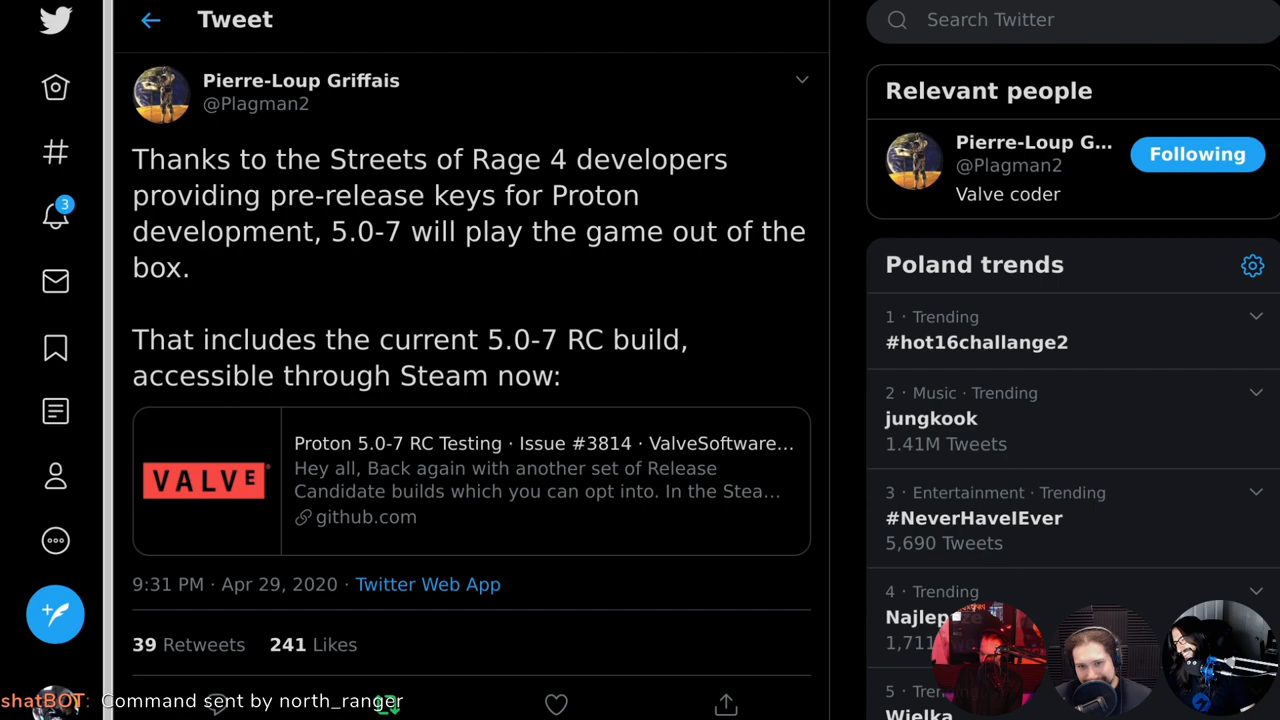 Tweet
Pierre-Loup Griffais
@Plagman2
Thanks to the Streets of Rage 4 developers
providing pre-release keys for Proton
development, 5.0-7 will play the game out of the
box.
That includes the current 5.0-7 RC build,
accessible through Steam now:
VALVE
Proton 5.0-7 RC Testing · Issue #3814 · ValveSoftware...
Hey all, Back again with another set of Release
Candidate builds which you can opt into. In the Stea...
github.com
9:31 PM · Apr 29, 2020 · Twitter Web App
39 Retweets 241 Likes
3
Search Twitter
Relevant people
Pierre-Loup G...
@Plagman2
Valve coder
Following
Poland trends
1 · Trending
#hot16challange2
2 · Music · Trending
jungkook
1.41M Tweets
3 · Entertainment · Trending
#NeverHaveIEver
5,690 Tweets
4 · Trending
1,711
5 ·
Wielka
shatBOT: Command sent by north_ranger